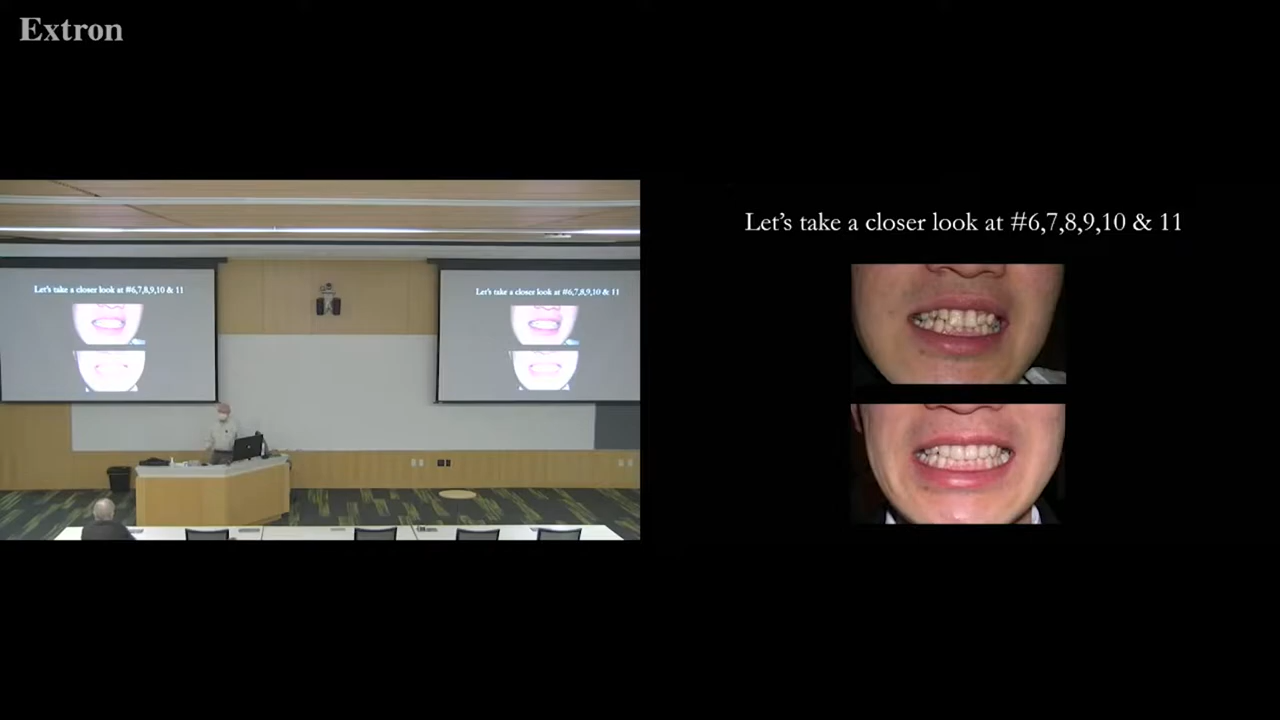 Extron
Let's take a closer look at #6,7,8,9,10 & 11
Let's take a closer look at #6,7,8,9,10 & 11
Let's take a closer look at #6,7,8,9,10 & 11